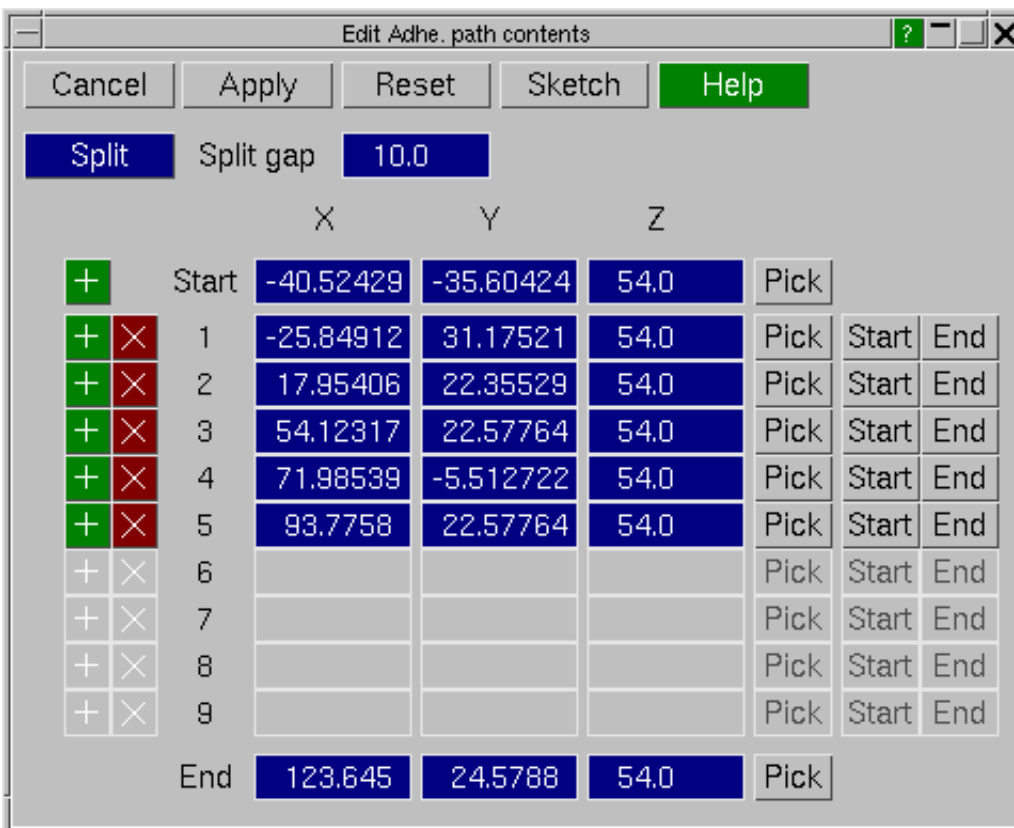 Edit Adhe. path contents ?
Cancel Apply Reset Sketch Help
Split Split gap 10.0
X Y Z
+ Start -40.52429 -35.60424 54.0 Pick
+ X 1 -25.84912 31.17521 54.0 Pick Start End
+ X 2 17.95406 22.35529 54.0 Pick Start End
+ X 3 54.12317 22.57764 54.0 Pick Start End
+ X 4 71.98539 -5.512722 54.0 Pick Start End
+ X 5 93.7758 22.57764 54.0 Pick Start End
+ X 6 Pick Start End
+ X 7 Pick Start End
+ X 8 Pick Start End
+ X 9 Pick Start End
End 123.645 24.5788 54.0 Pick